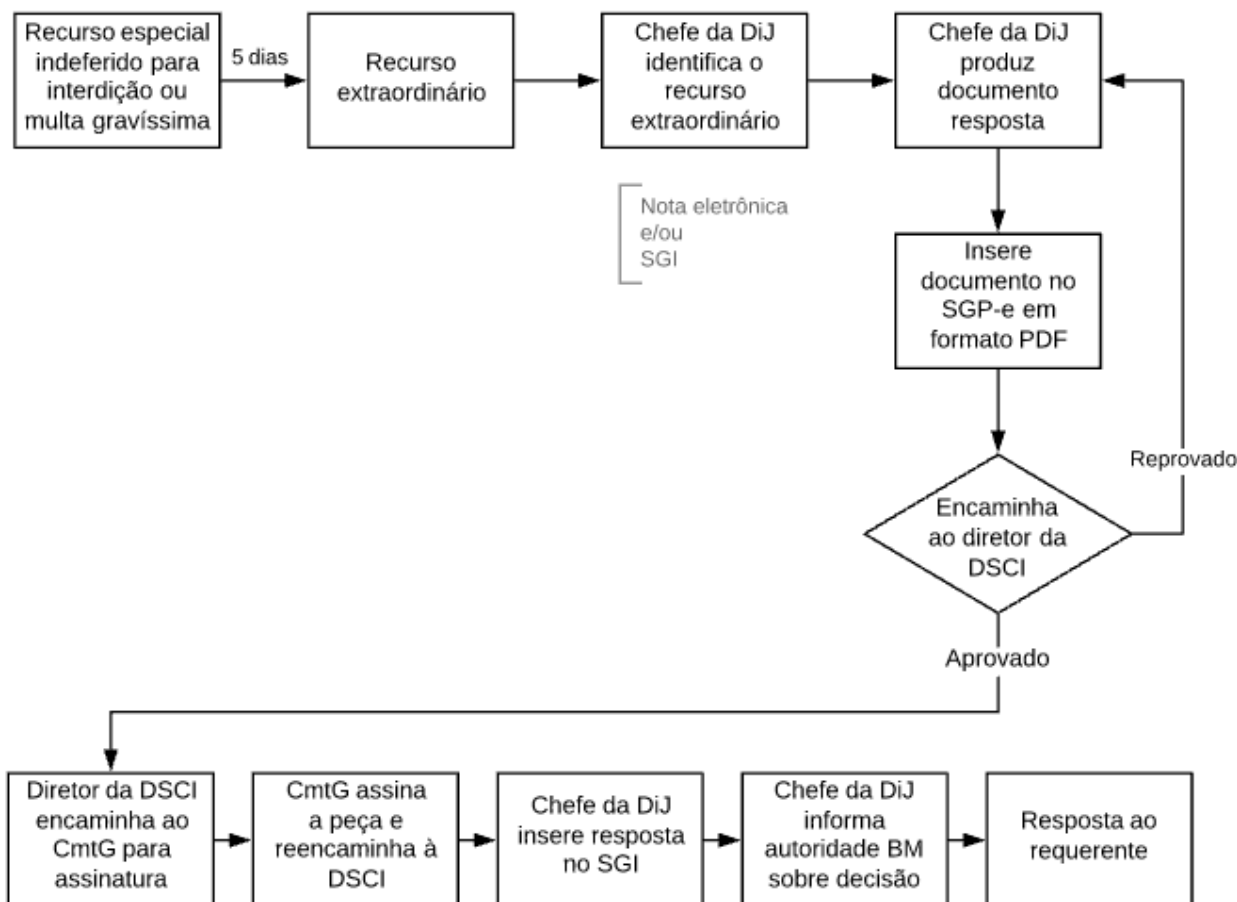 Recurso especial
indeferido para
interdição ou
multa gravíssima
5 dias
Recurso
extraordinário
Chefe da DiJ
identifica o
recurso
extraordinário
Chefe da DiJ
produz
documento
resposta
Nota eletrônica
e/ou
SGI
Insere
documento no
SGP-e em
formato PDF
Reprovado
Encaminha
ao diretor da
DSCI
Aprovado
Diretor da DSCI
encaminha ao
CmtG para
assinatura
CmtG assina
a peça e
reencaminha à
DSCI
Chefe da DiJ
insere resposta
no SGI
Chefe da DiJ
informa
autoridade BM
sobre decisão
Resposta ao
requerente